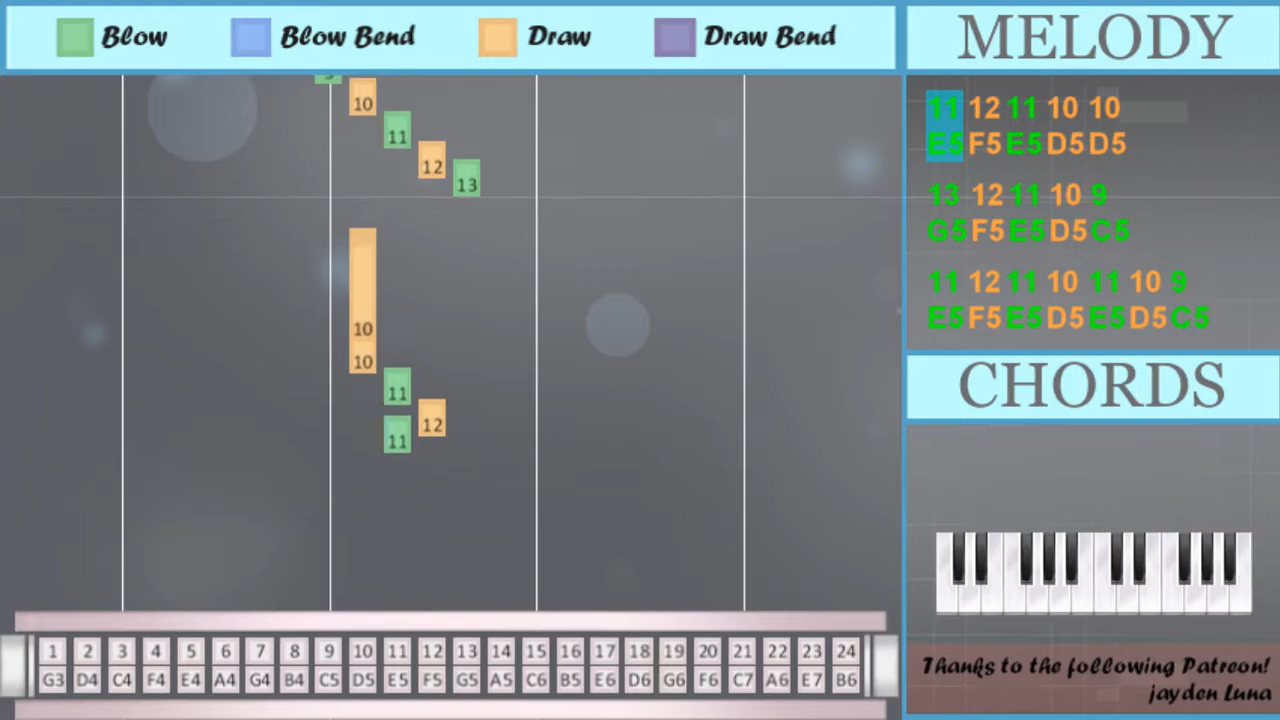 Blow Blow Bend Draw Draw Bend
MELODY
11 12 11 10 10
E5 F5 E5 D5 D5
13 12 11 10 9
G5 F5 E5 D5 C5
11 12 11 10 11 10 9
E5 F5 E5 D5 E5 D5 C5
CHORDS
10
11
12
13
10
10
11
12
11
1 2 3 4 5 6 7 8 9 10 11 12 13 14 15 16 17 18 19 20 21 22 23 24
G3 D4 C4 F4 E4 A4 G4 B4 C5 D5 E5 F5 G5 A5 C6 B5 E6 D6 G6 F6 C7 A6 E7 B6
Thanks to the following Patreon!
jayden Luna